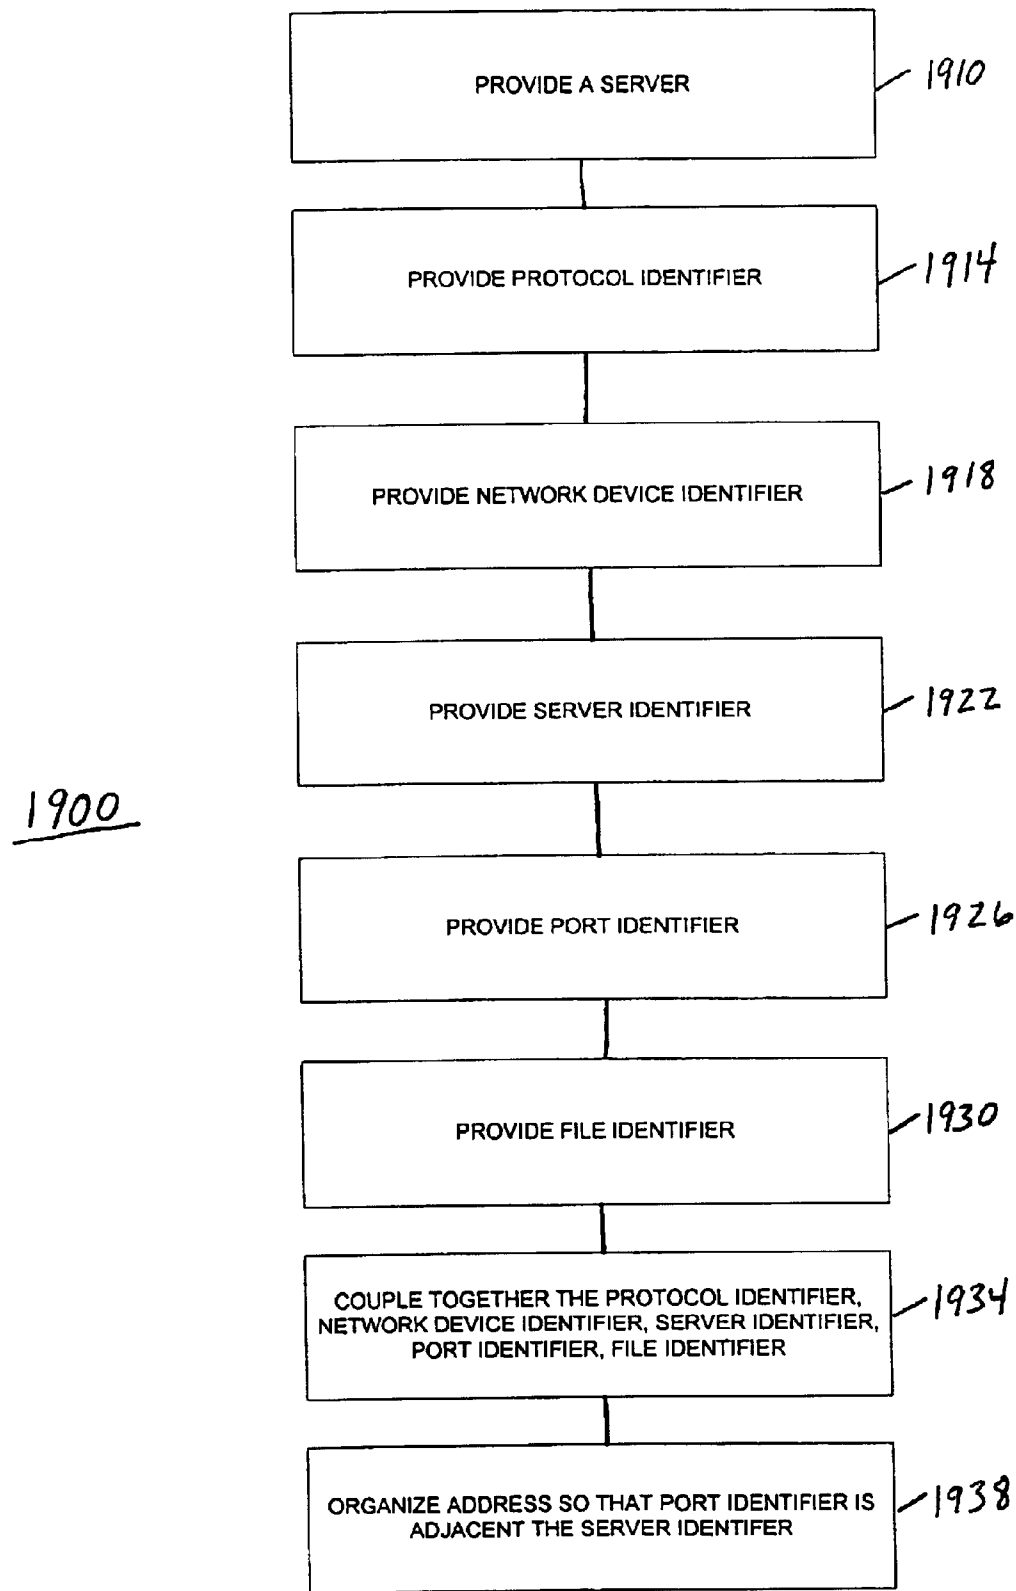 PROVIDE A SERVER
1910
PROVIDE PROTOCOL IDENTIFIER
1914
PROVIDE NETWORK DEVICE IDENTIFIER
1918
PROVIDE SERVER IDENTIFIER
1922
1900
PROVIDE PORT IDENTIFIER
1926
PROVIDE FILE IDENTIFIER
1930
COUPLE TOGETHER THE PROTOCOL IDENTIFIER,
NETWORK DEVICE IDENTIFIER, SERVER IDENTIFIER,
PORT IDENTIFIER, FILE IDENTIFIER
1934
ORGANIZE ADDRESS SO THAT PORT IDENTIFIER IS
ADJACENT THE SERVER IDENTIFER
1938